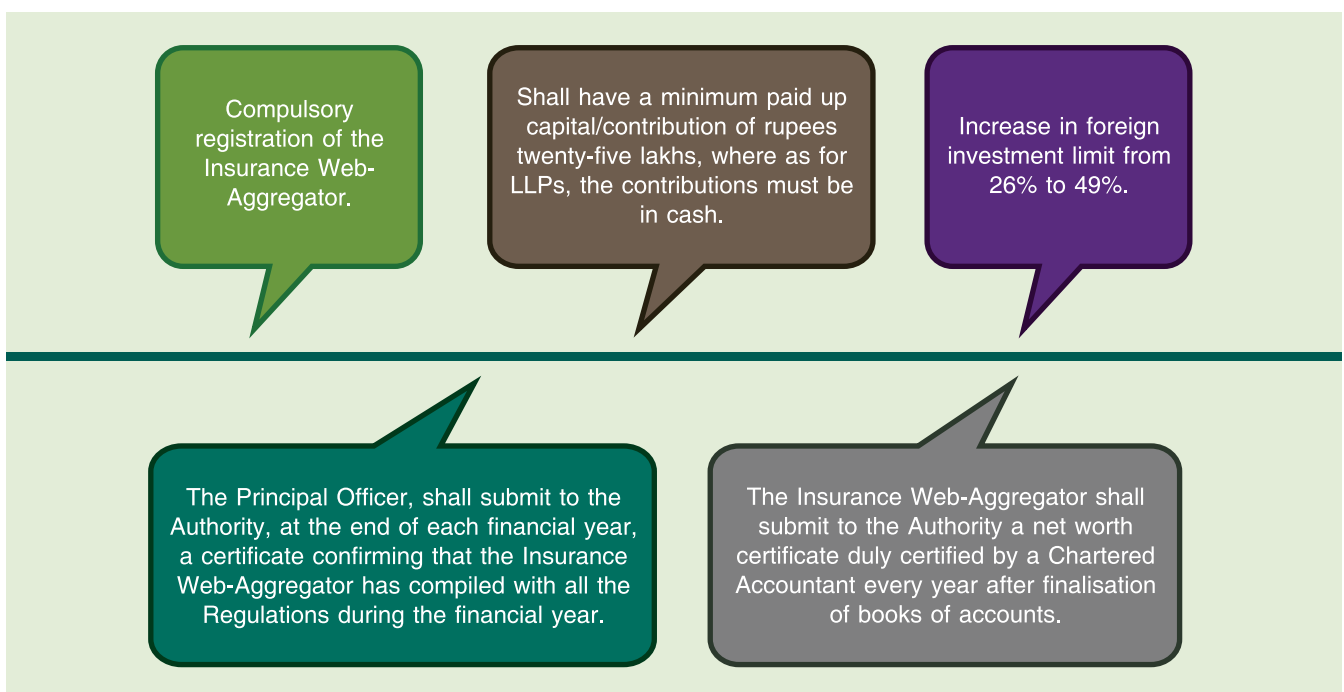 Compulsory
registration of the
Insurance Web-
Aggregator.
Shall have a minimum paid up
capital/contribution of rupees
twenty-five lakhs, where as for
LLPs, the contributions must be
in cash.
Increase in foreign
investment limit from
26% to 49%.
The Principal Officer, shall submit to the
Authority, at the end of each financial year,
a certificate confirming that the Insurance
Web-Aggregator has compiled with all the
Regulations during the financial year.
The Insurance Web-Aggregator shall
submit to the Authority a net worth
certificate duly certified by a Chartered
Accountant every year after finalisation
of books of accounts.